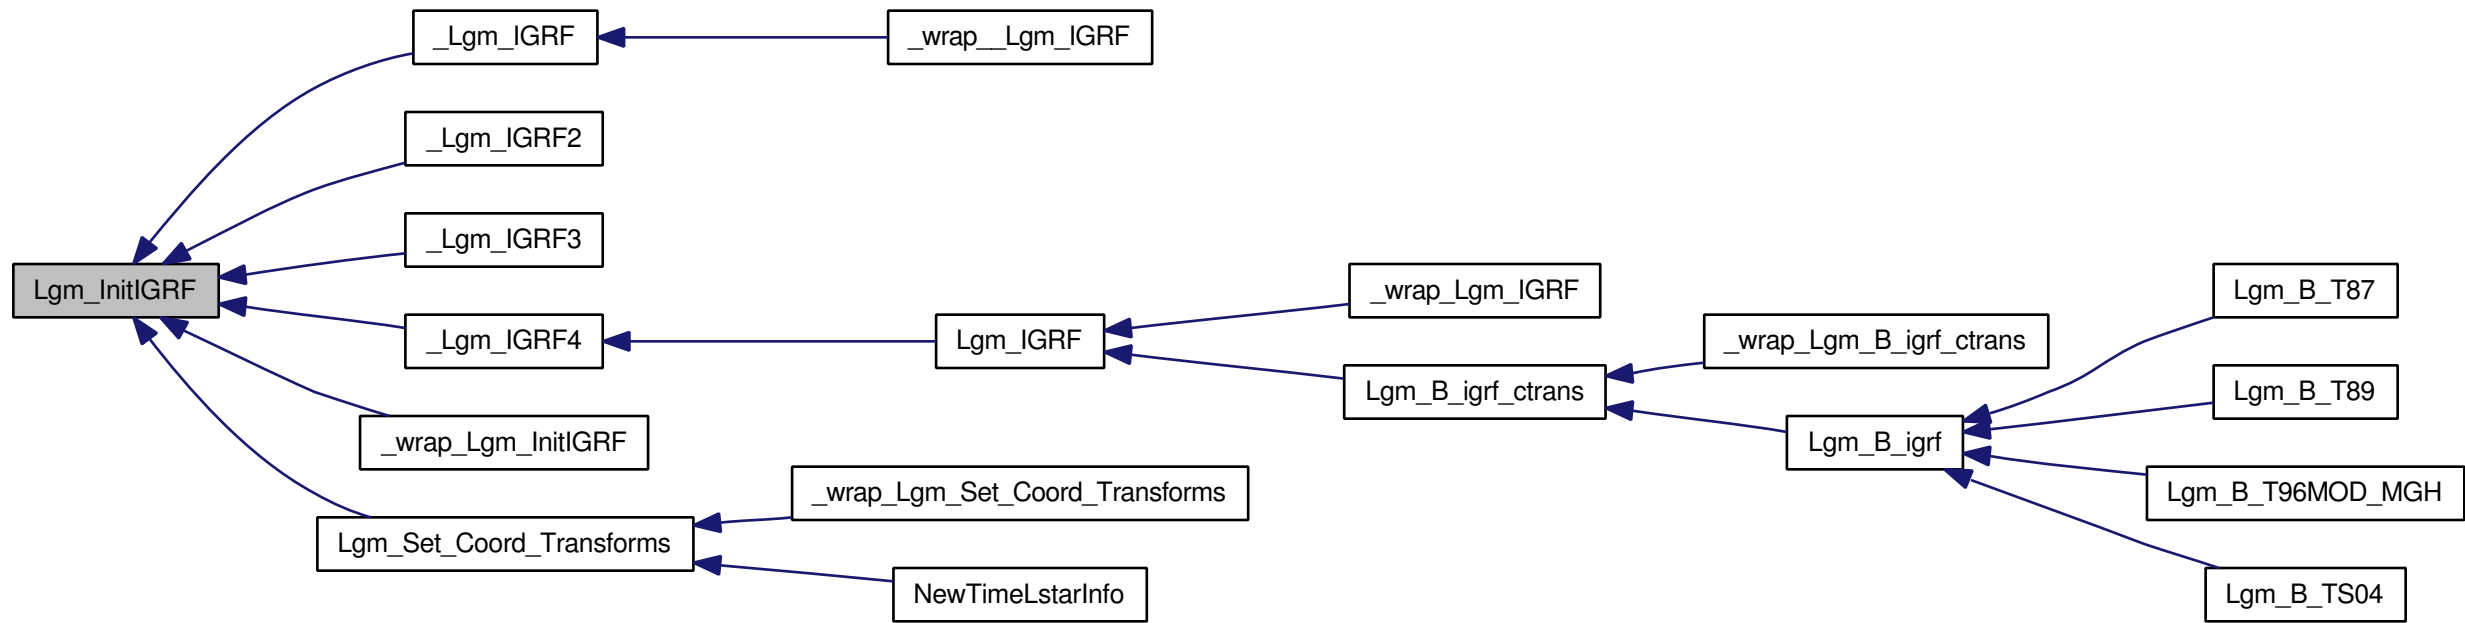 _Lgm_IGRF
_wrap__Lgm_IGRF
_Lgm_IGRF2
_Lgm_IGRF3
Lgm_InitIGRF
_wrap_Lgm_IGRF
Lgm_B_T87
_Lgm_IGRF4
Lgm_IGRF
_wrap_Lgm_B_igrf_ctrans
Lgm_B_igrf_ctrans
Lgm_B_T89
_wrap_Lgm_InitIGRF
Lgm_B_igrf
_wrap_Lgm_Set_Coord_Transforms
Lgm_B_T96MOD_MGH
Lgm_Set_Coord_Transforms
NewTimeLstarInfo
Lgm_B_TS04